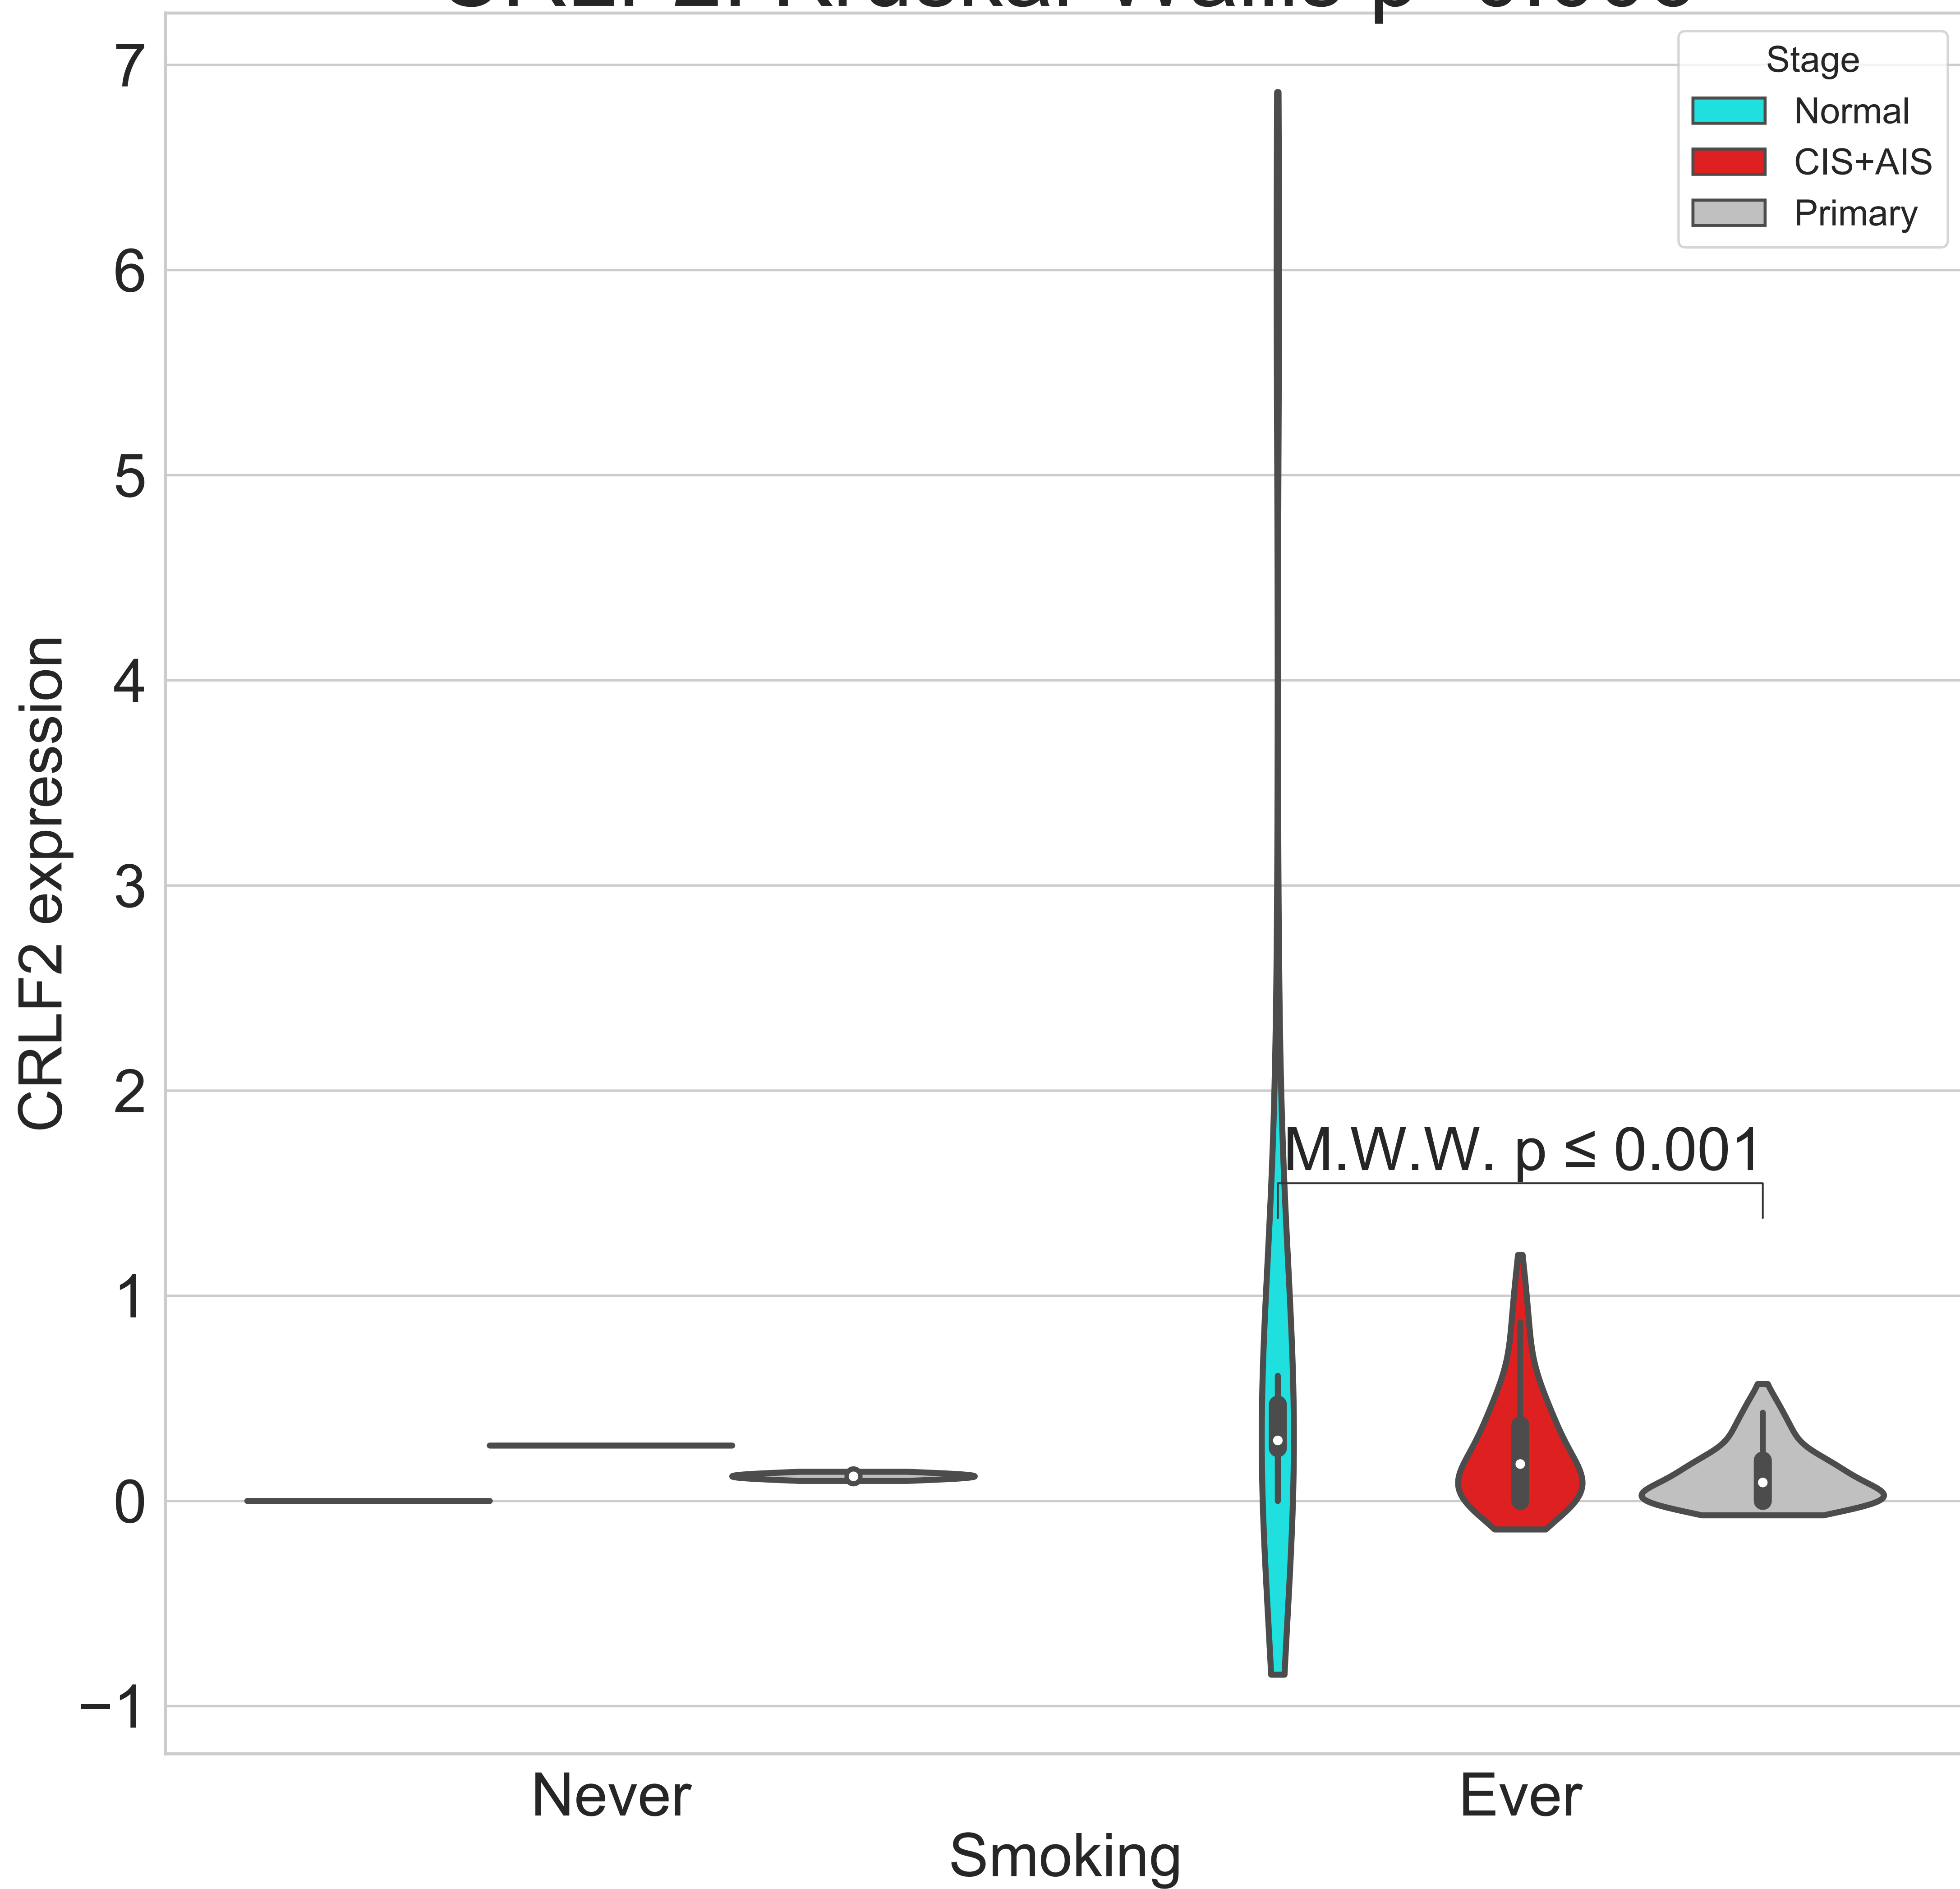 7
6
5
4
3
2
1
0
−1
CRLF2 expression
Stage
Normal
CIS+AIS
Primary
M.W.W. p ≤ 0.001
Never
Ever
Smoking